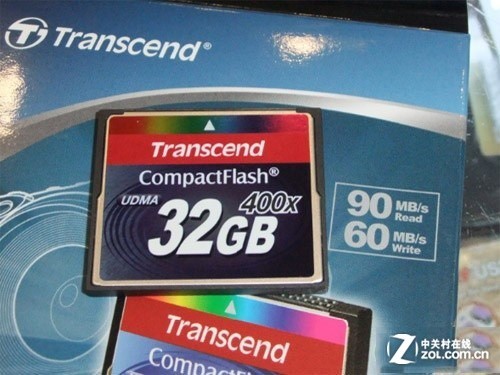 Transcend®
Transcend
CompactFlash®
UDMA
400x
32GB
90 MB/s
Read
60 MB/s
Write
Transcend
CompactFlash®
中关村在线
ZOL.COM.CN